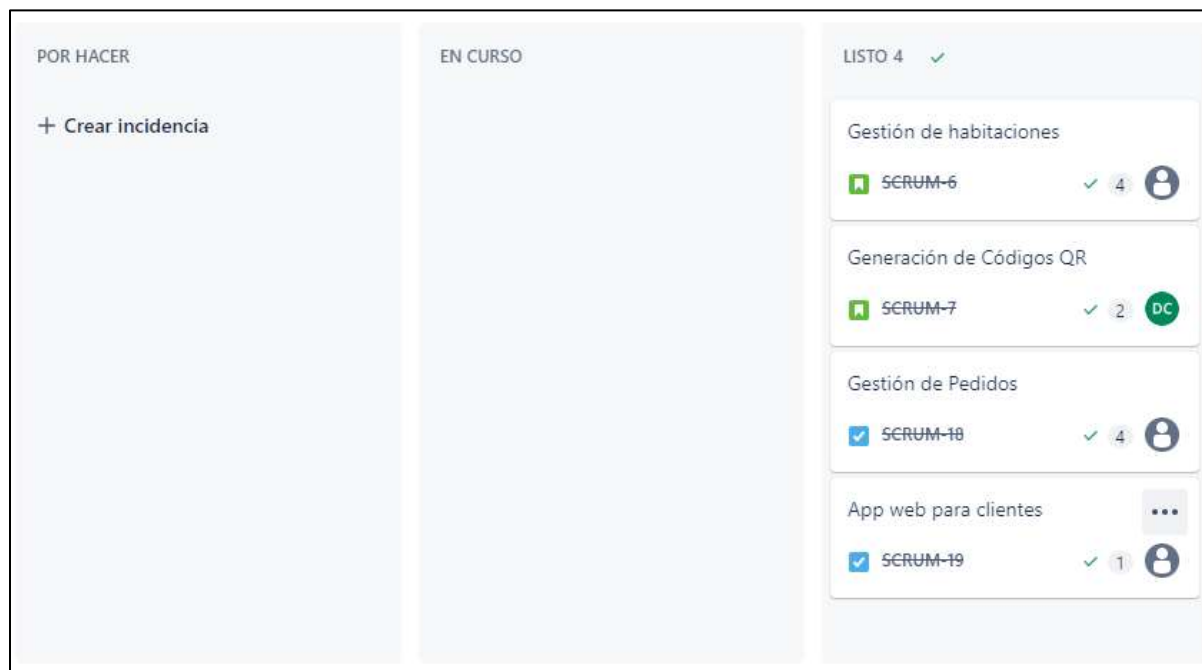 POR HACER
+ Crear incidencia
EN CURSO
LISTO 4
Gestión de habitaciones
SCRUM-6 4
Generación de Códigos QR
SCRUM-7 2 DC
Gestión de Pedidos
SCRUM-18 4
App web para clientes
SCRUM-19 1